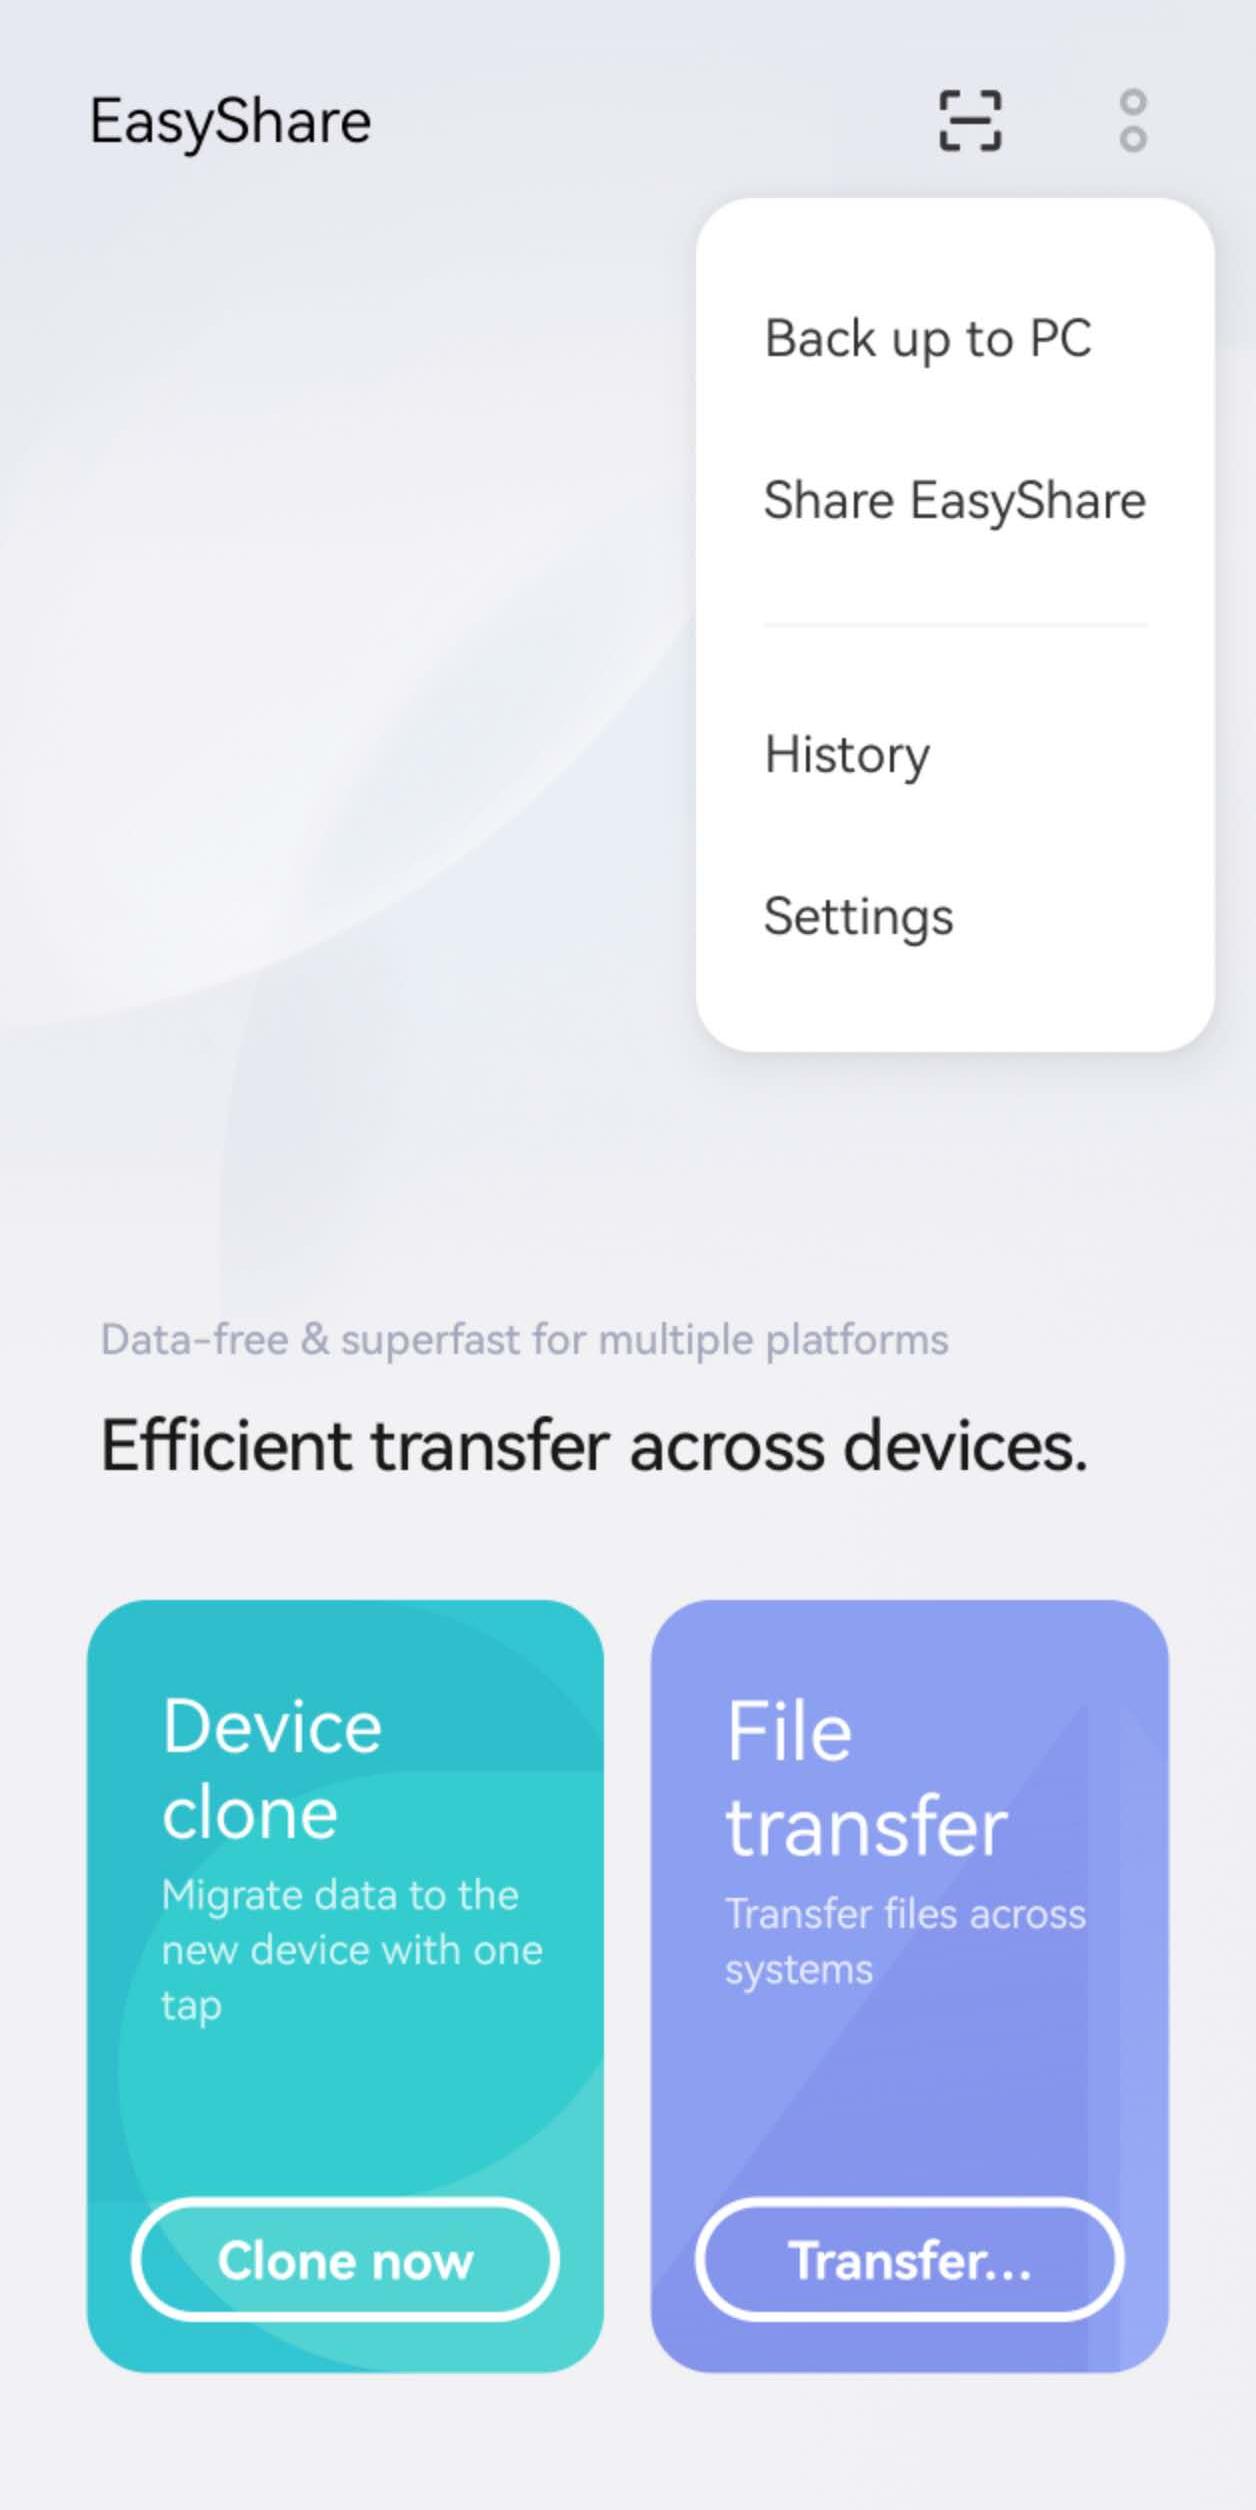 EasyShare
Back up to PC
Share EasyShare
History
Settings
Data-free & superfast for multiple platforms
Efficient transfer across devices.
Device
clone
Migrate data to the
new device with one
tap
Clone now
File
transfer
Transfer files across
systems
Transfer...